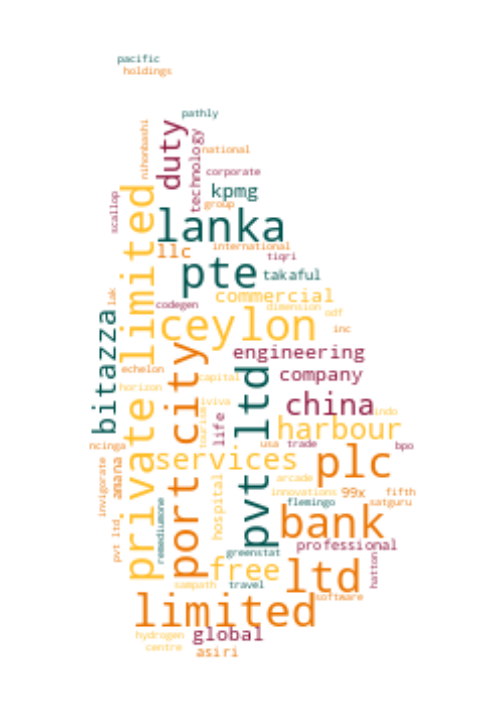 pacific
holdings
pathly
duty
nihonbashi
technology
national
corporate
scallop
kpmg
group
private limited
lanka
international
llc
tiqri
pte
takaful
lak
commercial
codegen
dimension
odf
bitazza
ceylon
inc
port city
engineering
echelon
company
horizon
capital
pvt ltd
china
indo
iviva
tourism
life
harbour
ncinga
usa
trade
bpo
services
plc
invigorate
amana
hospital
arcade
innovations
99x
fifth
remediumone
flemingo
satguru
bank
pvt ltd
professional
greenstat
hatton
free
ltd
sampath
travel
software
limited
hydrogen
global
centre
asiri